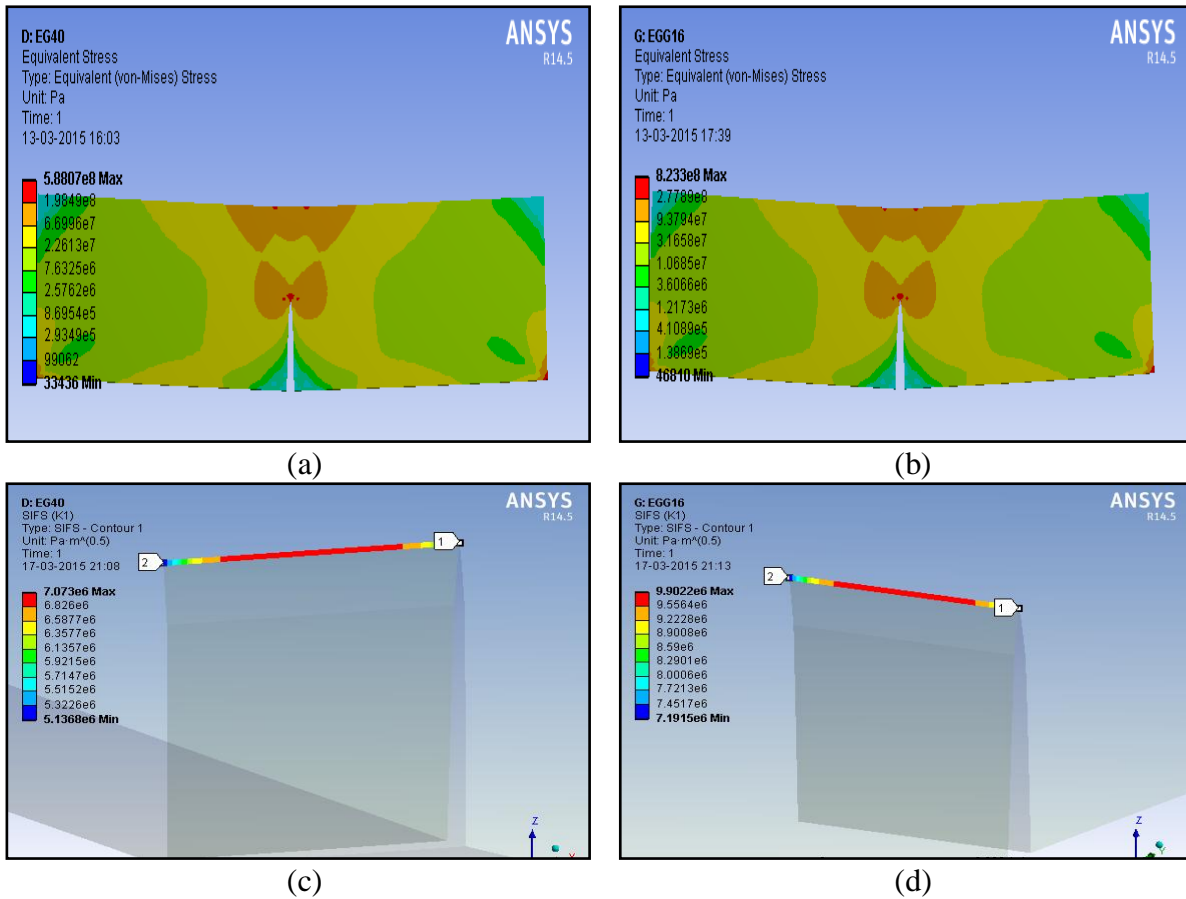 D: EG40
Equivalent Stress
Type: Equivalent (von-Mises) Stress
Unit: Pa
Time: 1
13-03-2015 16:03
ANSYS
R14.5
5.8807e8 Max
1.9849e8
6.6996e7
2.2613e7
7.6325e6
2.5762e6
8.6954e5
2.9349e5
99062
33436 Min
(a)
G: EGG16
Equivalent Stress
Type: Equivalent (von-Mises) Stress
Unit: Pa
Time: 1
13-03-2015 17:39
ANSYS
R14.5
8.233e8 Max
2.7789e8
9.3794e7
3.1658e7
1.0685e7
3.6066e6
1.2173e6
4.1089e5
1.3869e5
46810 Min
(b)
D: EG40
SIFS (K1)
Type: SIFS - Contour 1
Unit: Pa·m^(0.5)
Time: 1
17-03-2015 21:08
ANSYS
R14.5
2
1
7.073e6 Max
6.826e6
6.5877e6
6.3577e6
6.1357e6
5.9215e6
5.7147e6
5.5152e6
5.3226e6
5.1368e6 Min
Z
X
(c)
G: EGG16
SIFS (K1)
Type: SIFS - Contour 1
Unit: Pa·m^(0.5)
Time: 1
17-03-2015 21:13
ANSYS
R14.5
2
1
9.9022e6 Max
9.5564e6
9.2228e6
8.9008e6
8.59e6
8.2901e6
8.0006e6
7.7213e6
7.4517e6
7.1915e6 Min
Z
Y
(d)